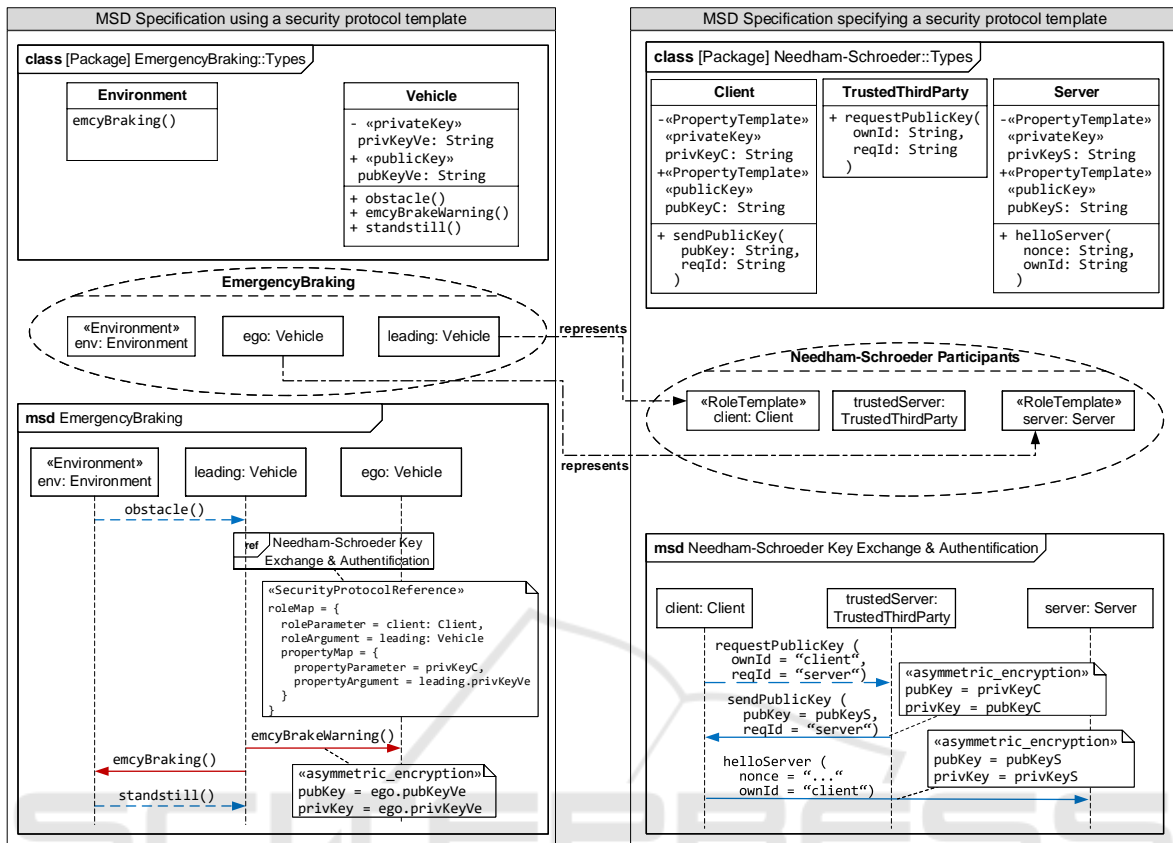 MSD Specification using a security protocol template
class [Package] EmergencyBraking::Types
Environment
emcyBraking()
Vehicle
- «privateKey»
privKeyVe: String
+ «publicKey»
pubKeyVe: String
+ obstacle()
+ emcyBrakeWarning()
+ standstill()
EmergencyBraking
«Environment»
env: Environment
ego: Vehicle
leading: Vehicle
represents
represents
msd EmergencyBraking
«Environment»
env: Environment
leading: Vehicle
ego: Vehicle
obstacle()
ref
Needham-Schroeder Key
Exchange & Authentification
«SecurityProtocolReference»
roleMap = {
roleParameter = client: Client,
roleArgument = leading: Vehicle
propertyMap = {
propertyParameter = privKeyC,
propertyArgument = leading.privKeyVe
}
}
emcyBrakeWarning()
emcyBraking()
«asymmetric_encryption»
pubKey = ego.pubKeyVe
privKey = ego.privKeyVe
standstill()
MSD Specification specifying a security protocol template
class [Package] Needham-Schroeder::Types
Client
-«PropertyTemplate»
«privateKey»
privKeyC: String
+«PropertyTemplate»
«publicKey»
pubKeyC: String
+ sendPublicKey(
pubKey: String,
reqId: String
)
TrustedThirdParty
+ requestPublicKey(
ownId: String,
reqId: String
)
Server
-«PropertyTemplate»
«privateKey»
privKeyS: String
+«PropertyTemplate»
«publicKey»
pubKeyS: String
+ helloServer(
nonce: String,
ownId: String
)
Needham-Schroeder Participants
«RoleTemplate»
client: Client
trustedServer:
TrustedThirdParty
«RoleTemplate»
server: Server
msd Needham-Schroeder Key Exchange & Authentification
client: Client
trustedServer:
TrustedThirdParty
server: Server
requestPublicKey (
ownId = “client“,
reqId = “server“)
«asymmetric_encryption»
pubKey = privKeyC
privKey = pubKeyC
sendPublicKey (
pubKey = pubKeyS,
reqId = “server“)
«asymmetric_encryption»
pubKey = pubKeyS
privKey = privKeyS
helloServer (
nonce = “...“
ownId = “client“)
SCITEPRESS